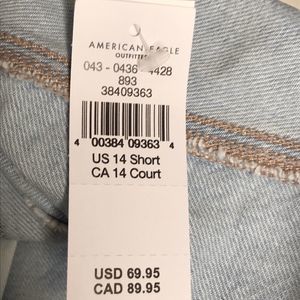 AMERICAN EAGLE
OUTFITTERS
043 - 0436 - 4428
893
38409363
4 00384 09363 4
US 14 Short
CA 14 Court
USD 69.95
CAD 89.95